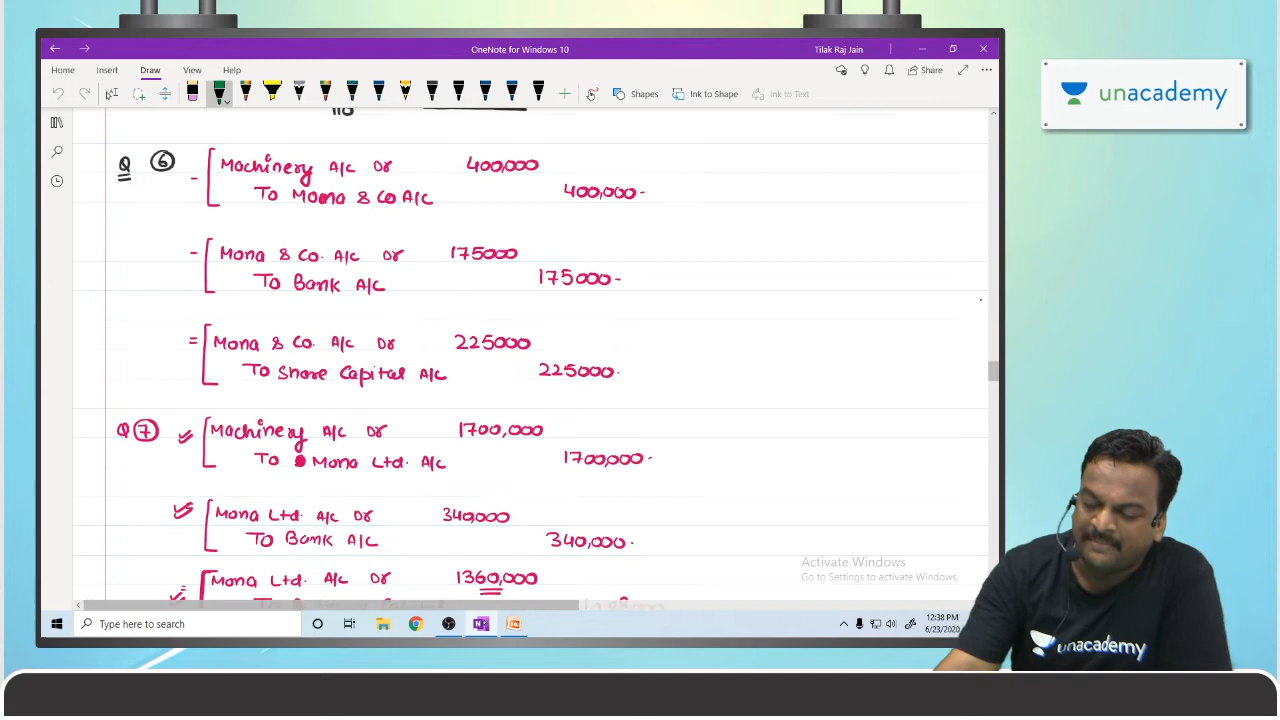 OneNote for Windows 10
Tilak Raj Jain
Home Insert Draw View Help
Share
Shapes
Ink to Shape
Ink to Text
unacademy
Q 6
Machinery A/c Dr 400,000
To Mona & Co A/c 400,000
Mona & Co. A/c Dr 175000
To Bank A/c 175000
Mona & Co. A/c Dr 225000
To Share Capital A/c 225000
Q 7
Machinery A/c Dr 1700,000
To Mona Ltd. A/c 1700,000
Mona Ltd. A/c Dr 340,000
To Bank A/c 340,000
Mona Ltd. A/c Dr 1360,000
Activate Windows
Go to Settings to activate Windows.
Type here to search
12:38 PM
6/23/2020
unacademy